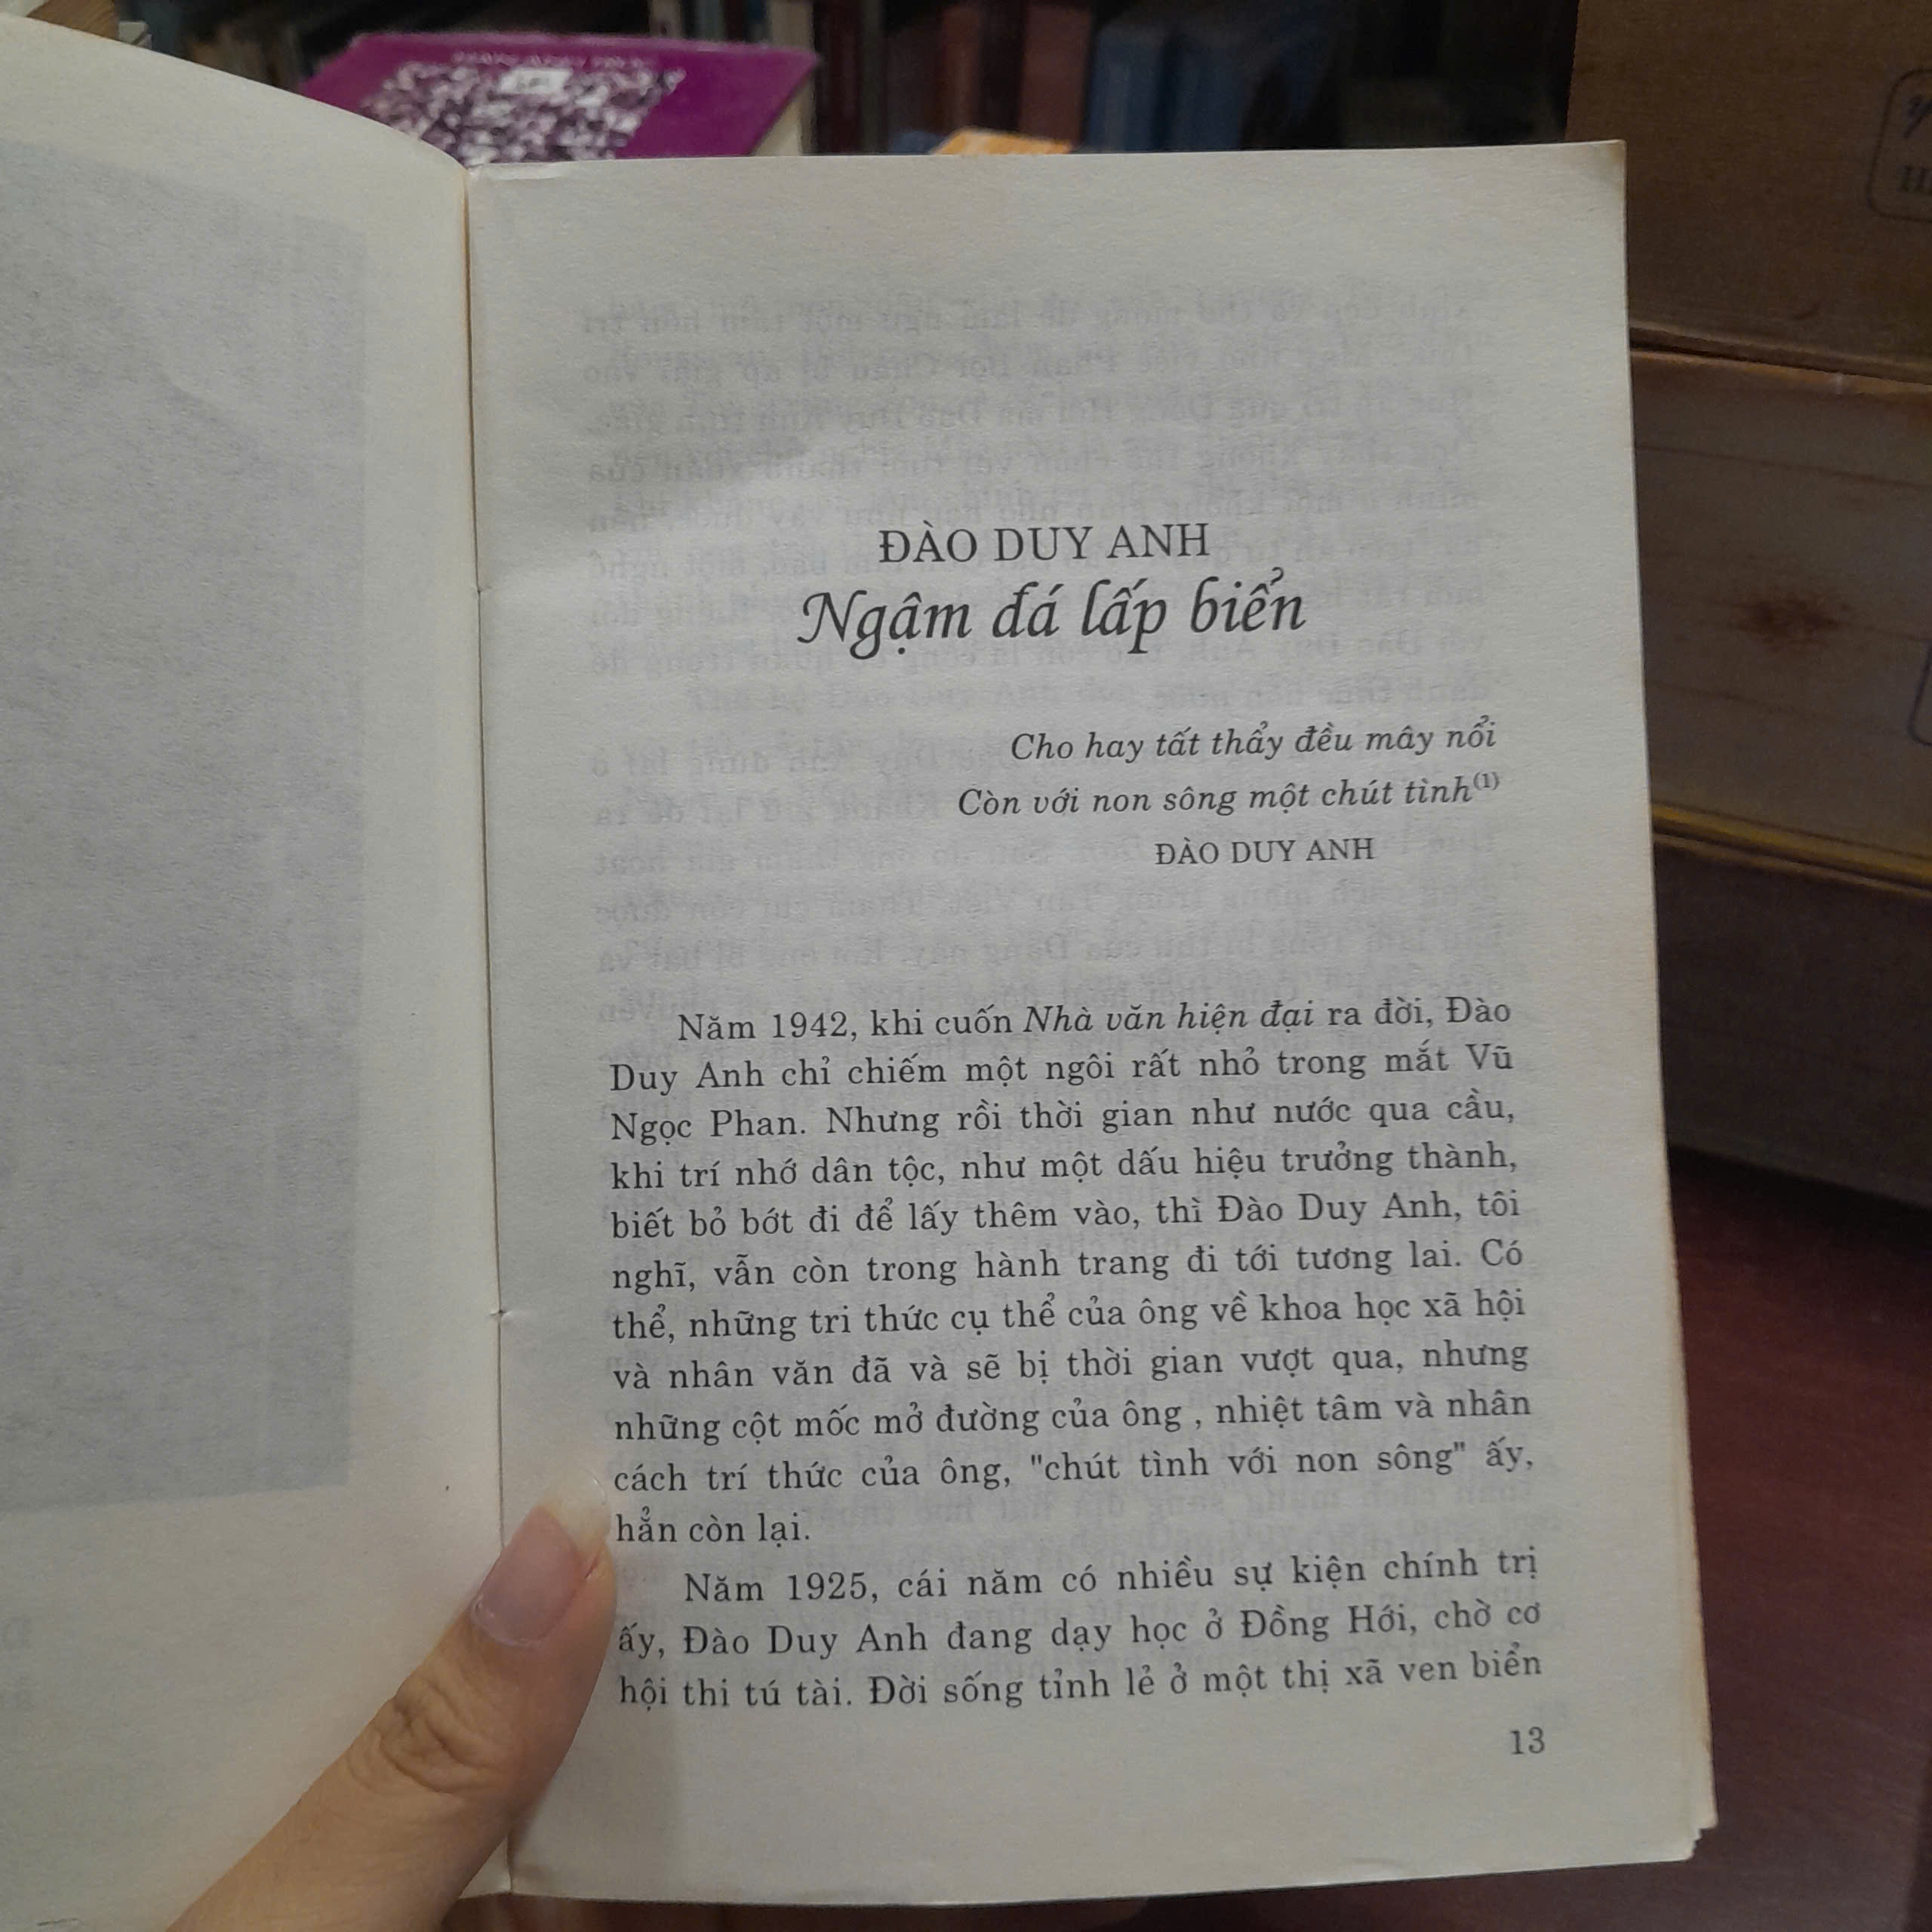 ĐÀO DUY ANH
Ngậm đá lấp biển
Cho hay tất thẩy đều mây nổi
Còn với non sông một chút tình(1)
ĐÀO DUY ANH
Năm 1942, khi cuốn Nhà văn hiện đại ra đời, Đào
Duy Anh chỉ chiếm một ngôi rất nhỏ trong mắt Vũ
Ngọc Phan. Nhưng rồi thời gian như nước qua cầu,
khi trí nhớ dân tộc, như một dấu hiệu trưởng thành,
biết bỏ bớt đi để lấy thêm vào, thì Đào Duy Anh, tôi
nghĩ, vẫn còn trong hành trang đi tới tương lai. Có
thể, những tri thức cụ thể của ông về khoa học xã hội
và nhân văn đã và sẽ bị thời gian vượt qua, nhưng
những cột mốc mở đường của ông , nhiệt tâm và nhân
cách trí thức của ông, "chút tình với non sông" ấy,
hẳn còn lại.
Năm 1925, cái năm có nhiều sự kiện chính trị
ấy, Đào Duy Anh đang dạy học ở Đồng Hới, chờ cơ
hội thi tú tài. Đời sống tỉnh lẻ ở một thị xã ven biển
13